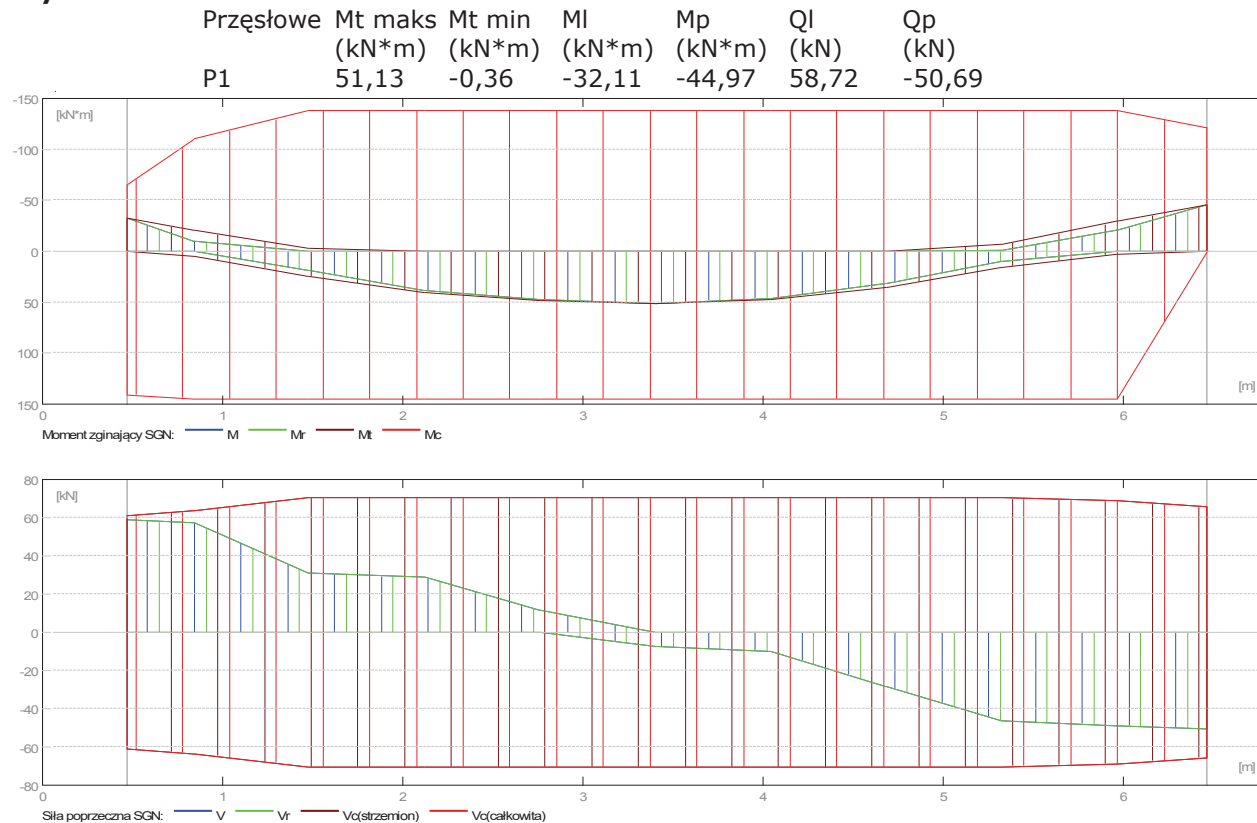 Przęsłowe Mt maks Mt min Ml Mp Ql Qp
(kN*m) (kN*m) (kN*m) (kN*m) (kN) (kN)
P1 51,13 -0,36 -32,11 -44,97 58,72 -50,69
-150
[kN*m]
-100
-50
0
50
100
150
[m]
0 1 2 3 4 5 6
Moment zginający SGN: M Mr Mt Mc
80
[kN]
60
40
20
0
-20
-40
-60
-80
[m]
0 1 2 3 4 5 6
Siła poprzeczna SGN: V Vr Vc(strzemion) Vc(całkowita)